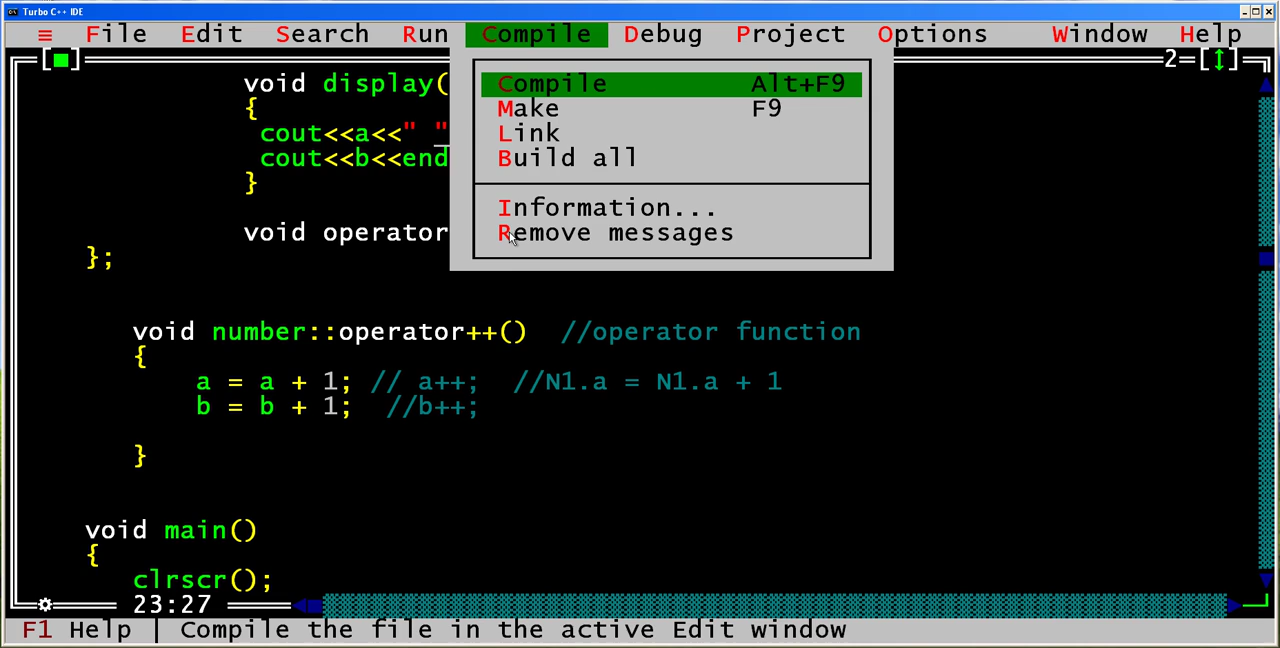 Turbo C++ IDE
≡ File Edit Search Run Compile Debug Project Options Window Help
2=[↕]
Compile Alt+F9
Make F9
Link
Build all
Information...
Remove messages
void display(
{
cout<<a<<" "
cout<<b<<end
}
void operator
};
void number::operator++() //operator function
{
a = a + 1; // a++; //N1.a = N1.a + 1
b = b + 1; //b++;
}
void main()
{
clrscr();
23:27
F1 Help | Compile the file in the active Edit window